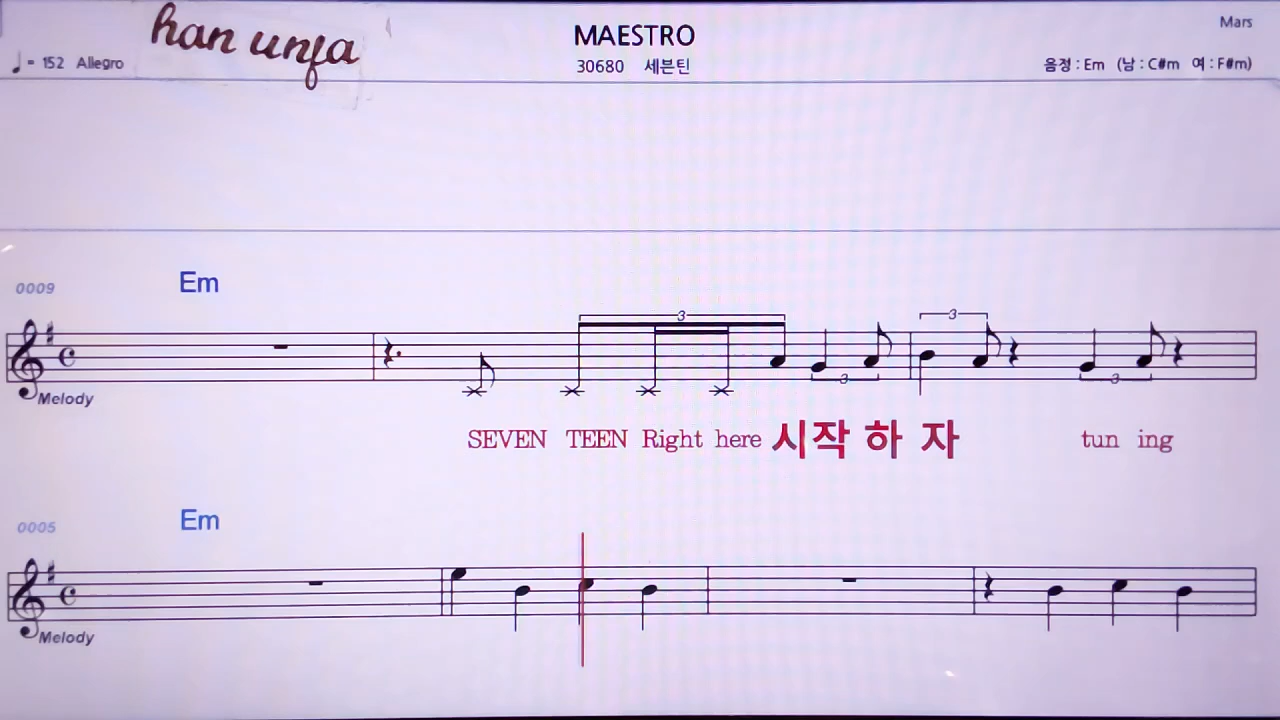 han unfa
MAESTRO
Mars
♩ = 152 Allegro
30680 세븐틴
음정 : Em (남 : C#m 여 : F#m)
0009 Em
3 3 3 3
Melody
SEVEN TEEN Right here 시작 하 자 tun ing
0005 Em
Melody